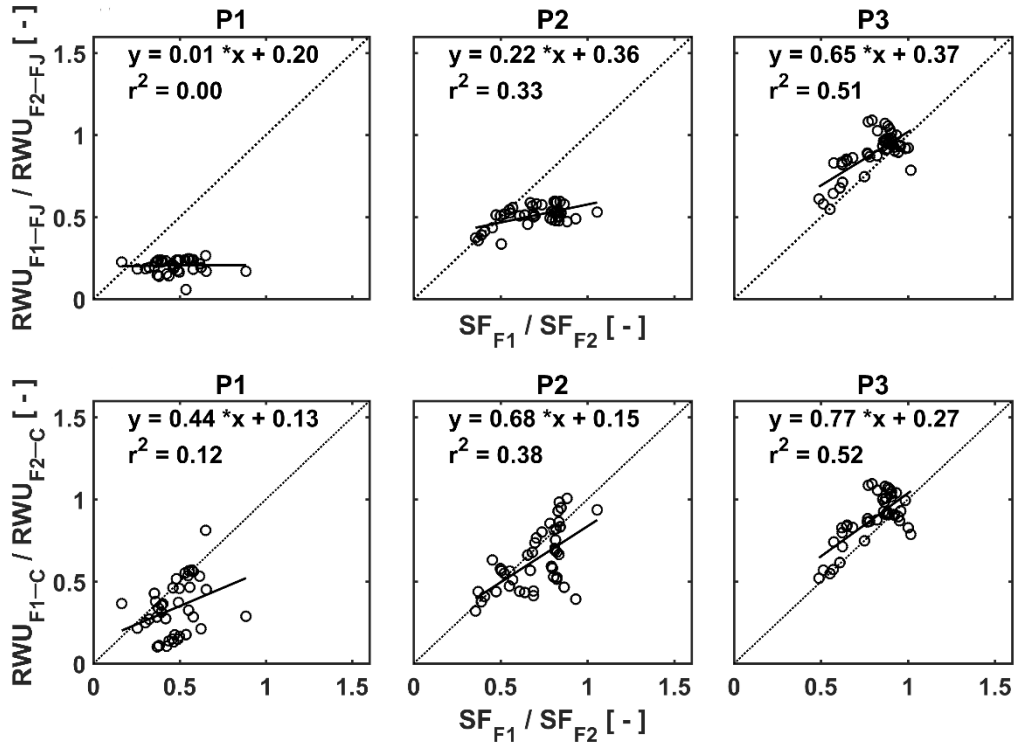 P1
P2
P3
y = 0.01 *x + 0.20
r² = 0.00
y = 0.22 *x + 0.36
r² = 0.33
y = 0.65 *x + 0.37
r² = 0.51
RWU_F1−FJ / RWU_F2−FJ [ - ]
1.5
1
0.5
0
SF_F1 / SF_F2 [ - ]
P1
P2
P3
y = 0.44 *x + 0.13
r² = 0.12
y = 0.68 *x + 0.15
r² = 0.38
y = 0.77 *x + 0.27
r² = 0.52
RWU_F1−C / RWU_F2−C [ - ]
1.5
1
0.5
0
0 0.5 1 1.5
0 0.5 1 1.5
0 0.5 1 1.5
SF_F1 / SF_F2 [ - ]